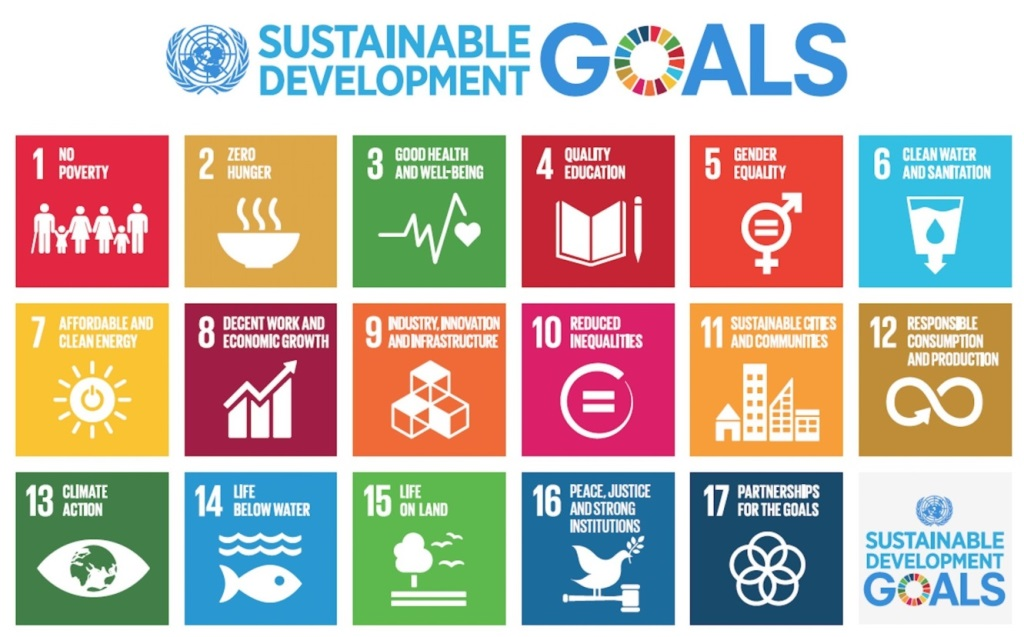 SUSTAINABLE
DEVELOPMENT
GOALS
1 NO
POVERTY
2 ZERO
HUNGER
3 GOOD HEALTH
AND WELL-BEING
4 QUALITY
EDUCATION
5 GENDER
EQUALITY
6 CLEAN WATER
AND SANITATION
7 AFFORDABLE AND
CLEAN ENERGY
8 DECENT WORK AND
ECONOMIC GROWTH
9 INDUSTRY, INNOVATION
AND INFRASTRUCTURE
10 REDUCED
INEQUALITIES
11 SUSTAINABLE CITIES
AND COMMUNITIES
12 RESPONSIBLE
CONSUMPTION
AND PRODUCTION
13 CLIMATE
ACTION
14 LIFE
BELOW WATER
15 LIFE
ON LAND
16 PEACE, JUSTICE
AND STRONG
INSTITUTIONS
17 PARTNERSHIPS
FOR THE GOALS
SUSTAINABLE
DEVELOPMENT
GOALS